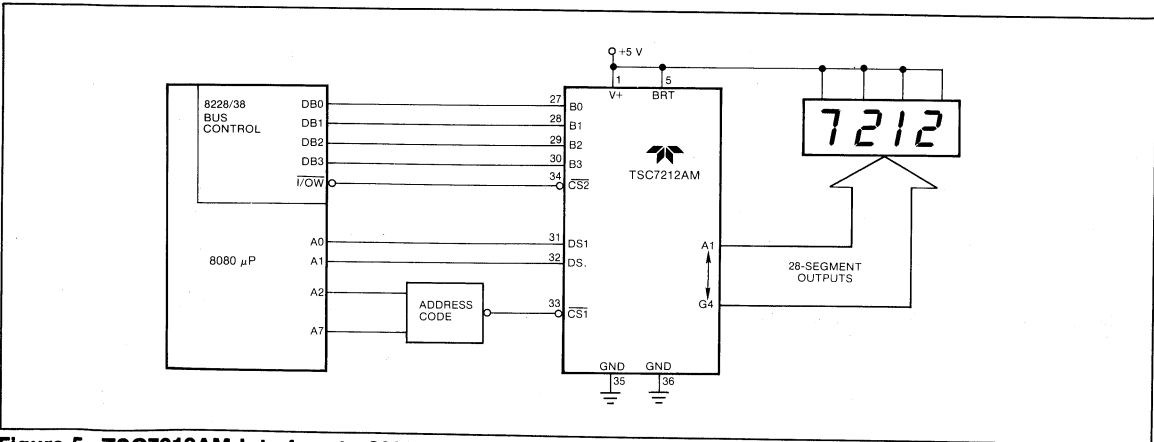 +5 V
1
5
V+
BRT
8228/38
BUS
CONTROL
DB0
27
B0
DB1
28
B1
DB2
29
B2
DB3
30
B3
I/OW
34
CS2
TSC7212AM
7212
8080 µP
A0
31
DS1
A1
32
DS.
A2
ADDRESS
CODE
33
CS1
A7
A1
28-SEGMENT
OUTPUTS
G4
GND
GND
35
36